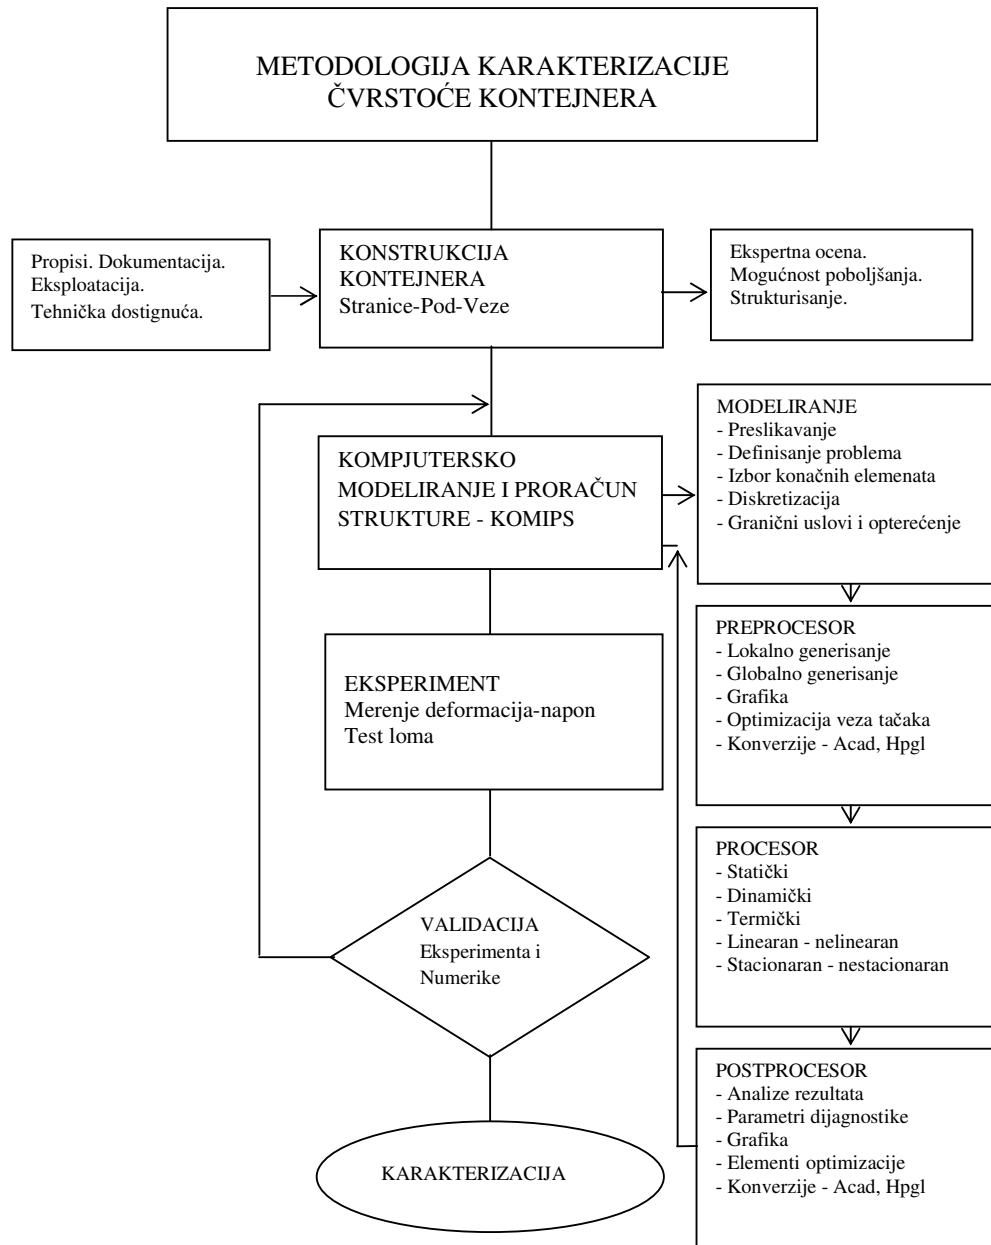 METODOLOGIJA KARAKTERIZACIJE
ČVRSTOĆE KONTEJNERA
Propisi. Dokumentacija.
Eksploatacija.
Tehnička dostignuća.
KONSTRUKCIJA
KONTEJNERA
Stranice-Pod-Veze
Ekspertna ocena.
Mogućnost poboljšanja.
Strukturisanje.
KOMPJUTERSKO
MODELIRANJE I PRORAČUN
STRUKTURE - KOMIPS
MODELIRANJE
- Preslikavanje
- Definisanje problema
- Izbor konačnih elemenata
- Diskretizacija
- Granični uslovi i opterećenje
PREPROCESOR
- Lokalno generisanje
- Globalno generisanje
- Grafika
- Optimizacija veza tačaka
- Konverzije - Acad, Hpgl
EKSPERIMENT
Merenje deformacija-napon
Test loma
PROCESOR
- Statički
- Dinamički
- Termički
- Linearan - nelinearan
- Stacionaran - nestacionaran
VALIDACIJA
Eksperimenta i
Numerike
POSTPROCESOR
- Analize rezultata
- Parametri dijagnostike
- Grafika
- Elementi optimizacije
- Konverzije - Acad, Hpgl
KARAKTERIZACIJA